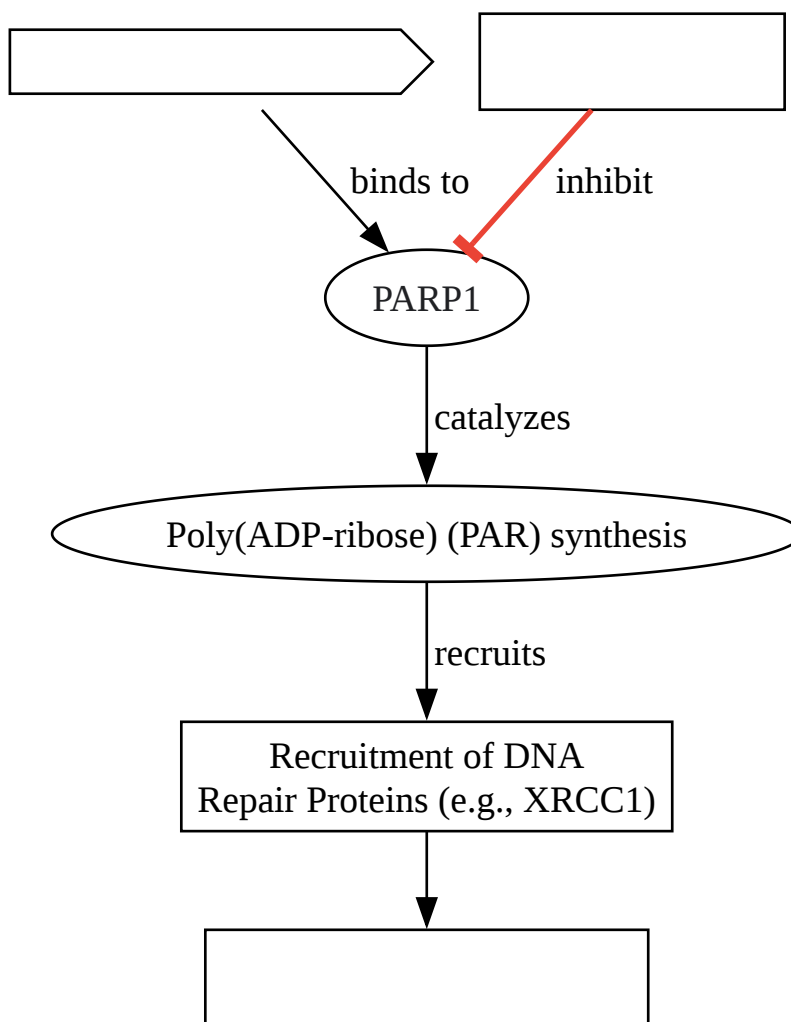 binds to
inhibit
PARP1
catalyzes
Poly(ADP-ribose) (PAR) synthesis
recruits
Recruitment of DNA
Repair Proteins (e.g., XRCC1)